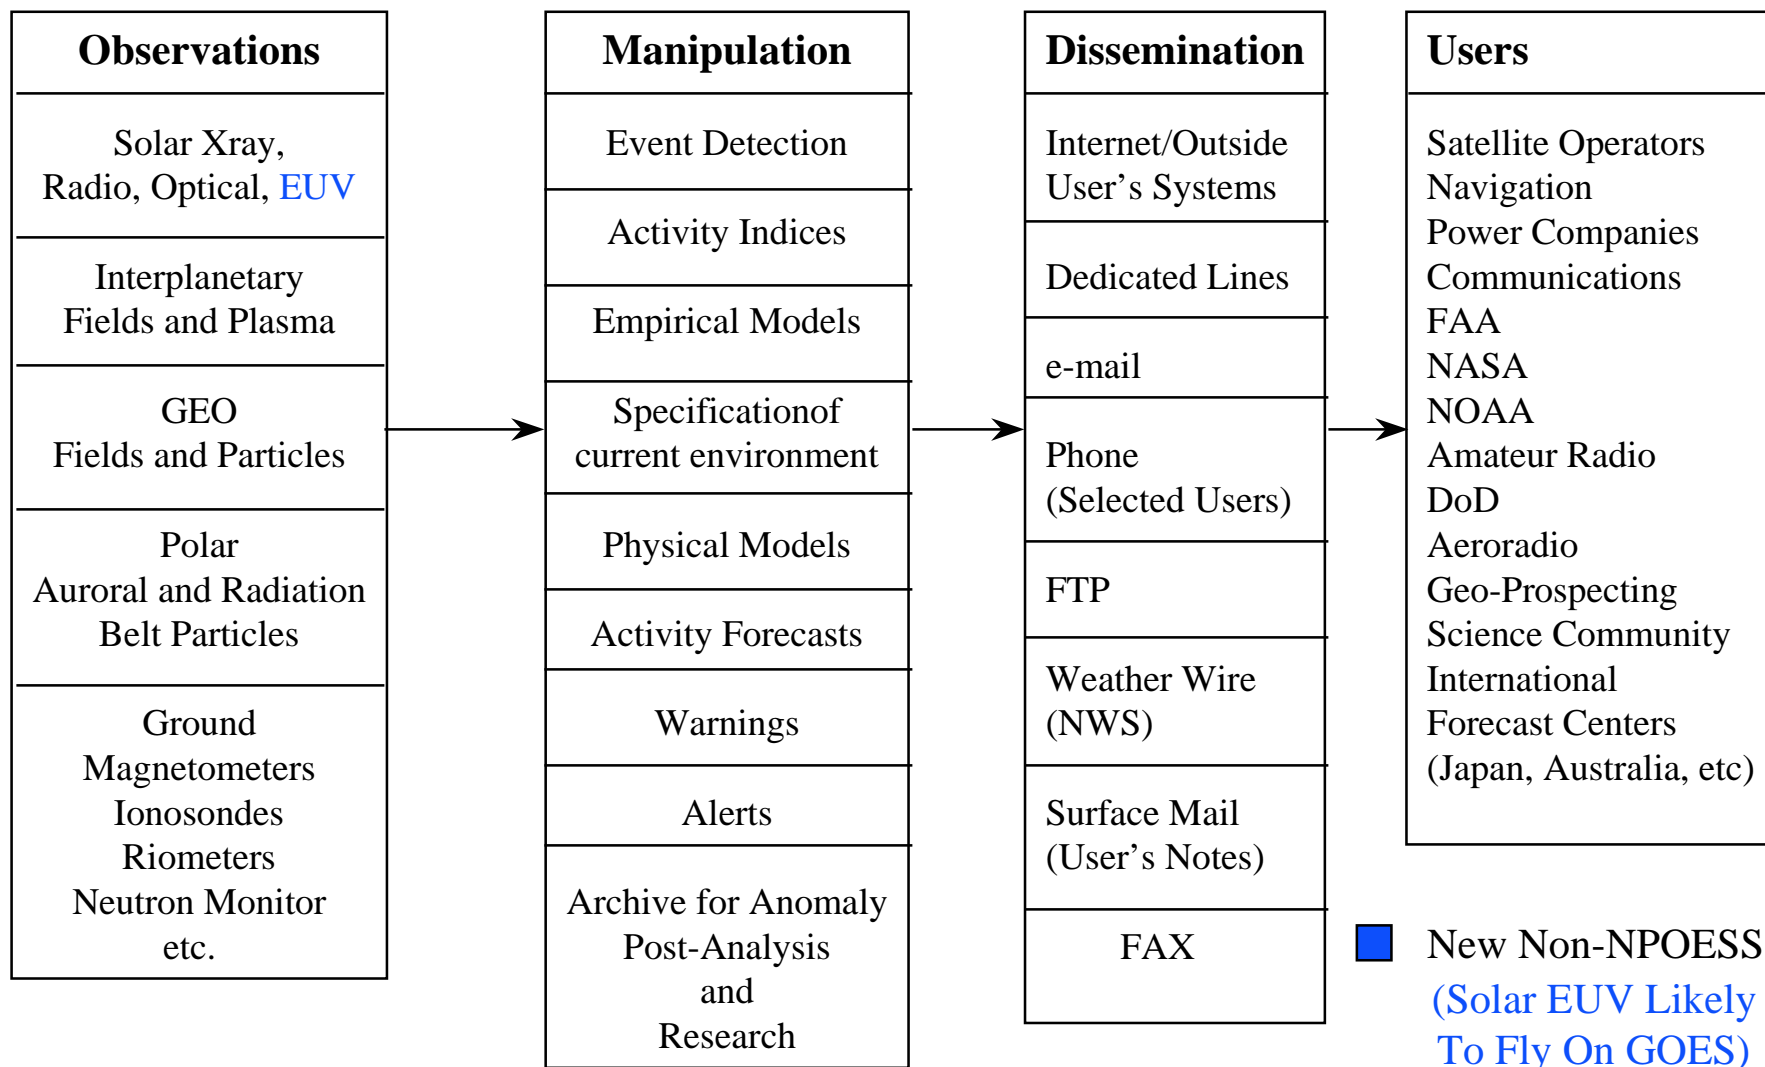 Observations
Solar Xray,
Radio, Optical, EUV
Interplanetary
Fields and Plasma
GEO
Fields and Particles
Polar
Auroral and Radiation
Belt Particles
Ground
Magnetometers
Ionosondes
Riometers
Neutron Monitor
etc.
Manipulation
Event Detection
Activity Indices
Empirical Models
Specificationof
current environment
Physical Models
Activity Forecasts
Warnings
Alerts
Archive for Anomaly
Post-Analysis
and
Research
Dissemination
Internet/Outside
User’s Systems
Dedicated Lines
e-mail
Phone
(Selected Users)
FTP
Weather Wire
(NWS)
Surface Mail
(User’s Notes)
FAX
Users
Satellite Operators
Navigation
Power Companies
Communications
FAA
NASA
NOAA
Amateur Radio
DoD
Aeroradio
Geo-Prospecting
Science Community
International
Forecast Centers
(Japan, Australia, etc)
New Non-NPOESS
(Solar EUV Likely
To Fly On GOES)